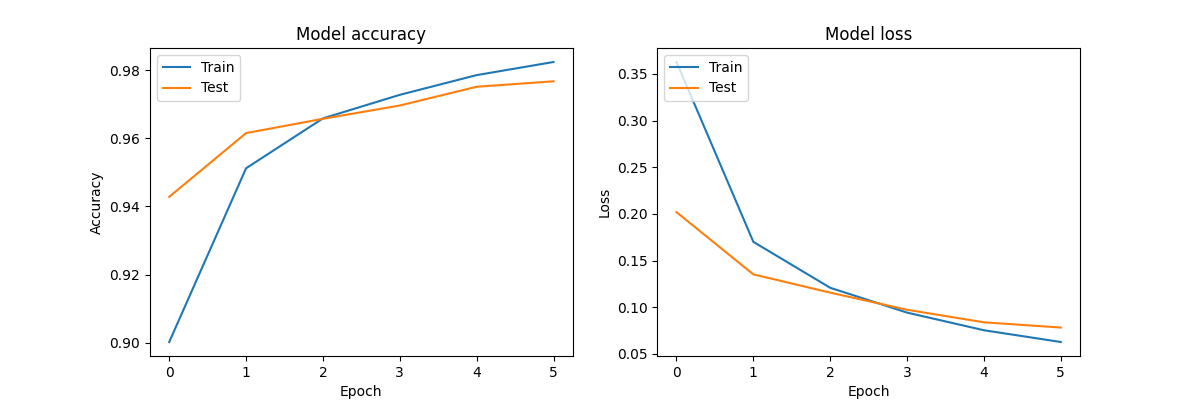 Model accuracy
Train
Test
0.98
0.96
0.94
0.92
0.90
Accuracy
0 1 2 3 4 5
Epoch
Model loss
Train
Test
0.35
0.30
0.25
0.20
0.15
0.10
0.05
Loss
0 1 2 3 4 5
Epoch